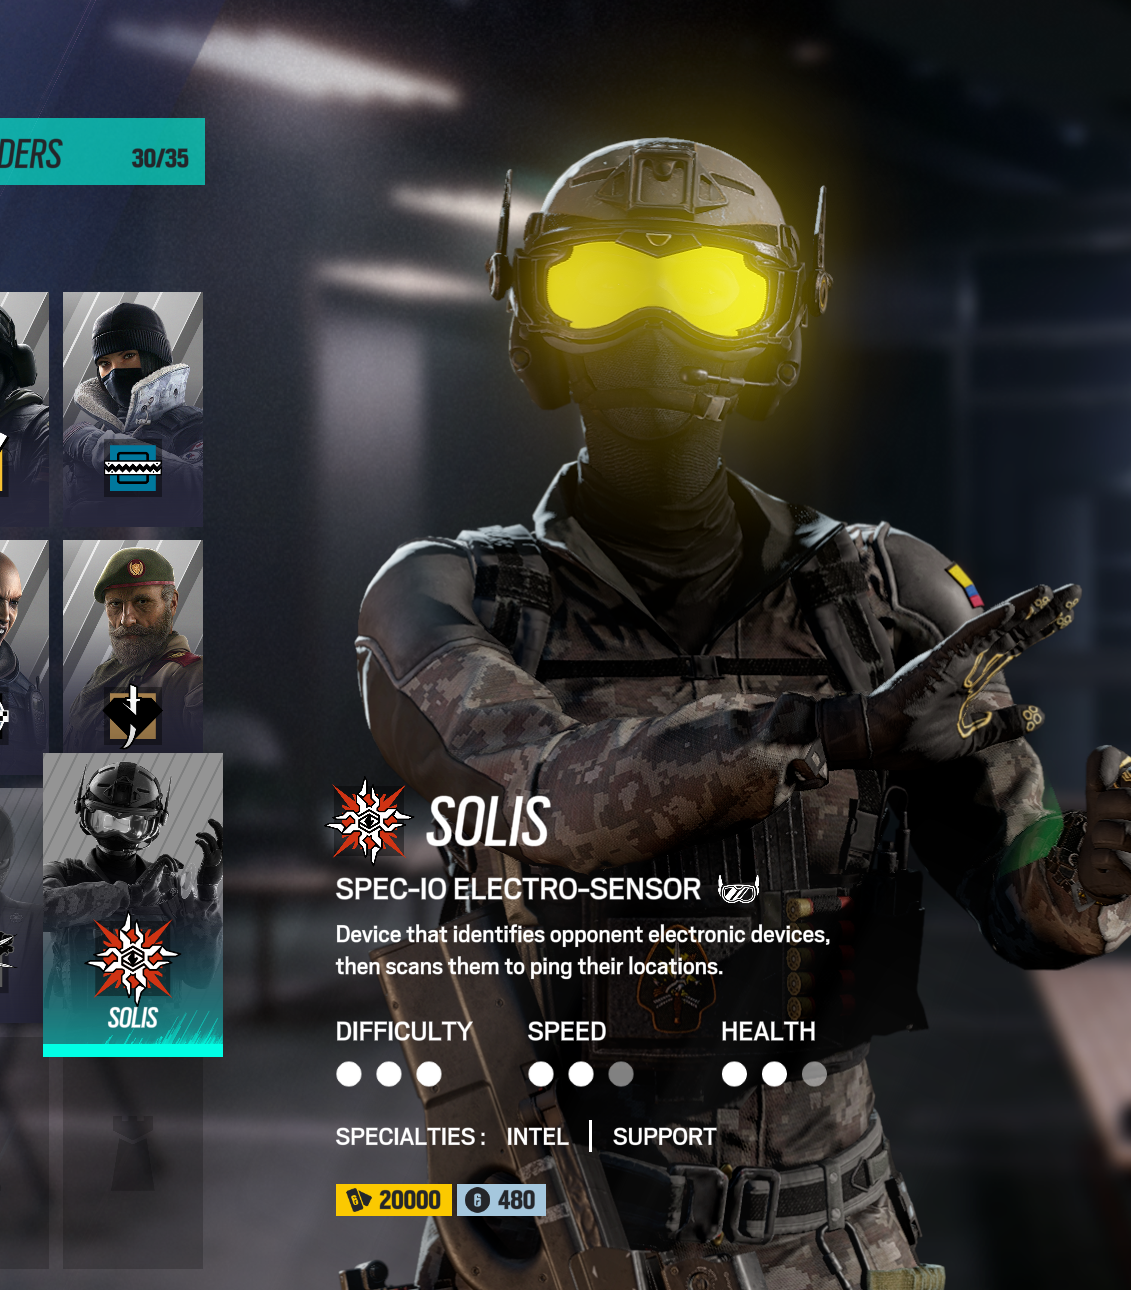 DERS 30/35
SOLIS
SOLIS
SPEC-IO ELECTRO-SENSOR
Device that identifies opponent electronic devices,
then scans them to ping their locations.
DIFFICULTY SPEED HEALTH
SPECIALTIES : INTEL | SUPPORT
20000 480